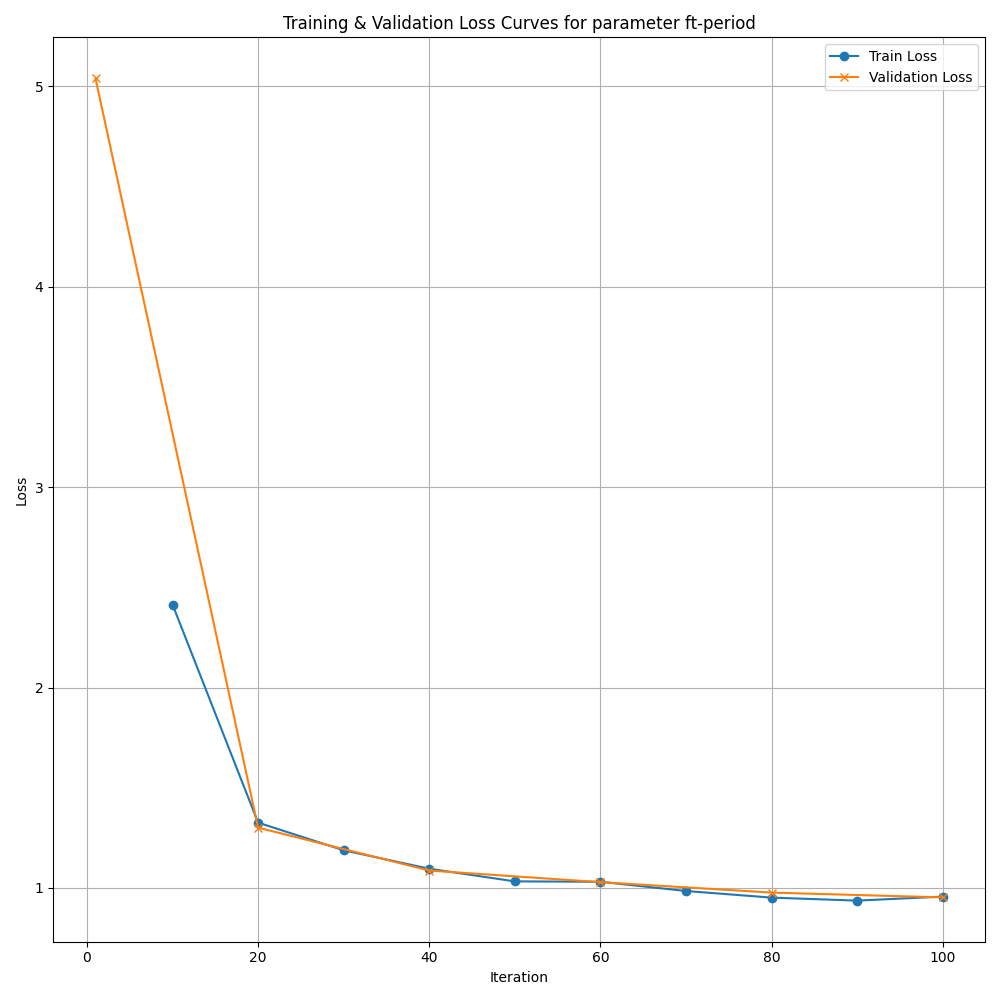 Training & Validation Loss Curves for parameter ft-period
Train Loss
Validation Loss
5
4
3
2
1
Loss
0 20 40 60 80 100
Iteration